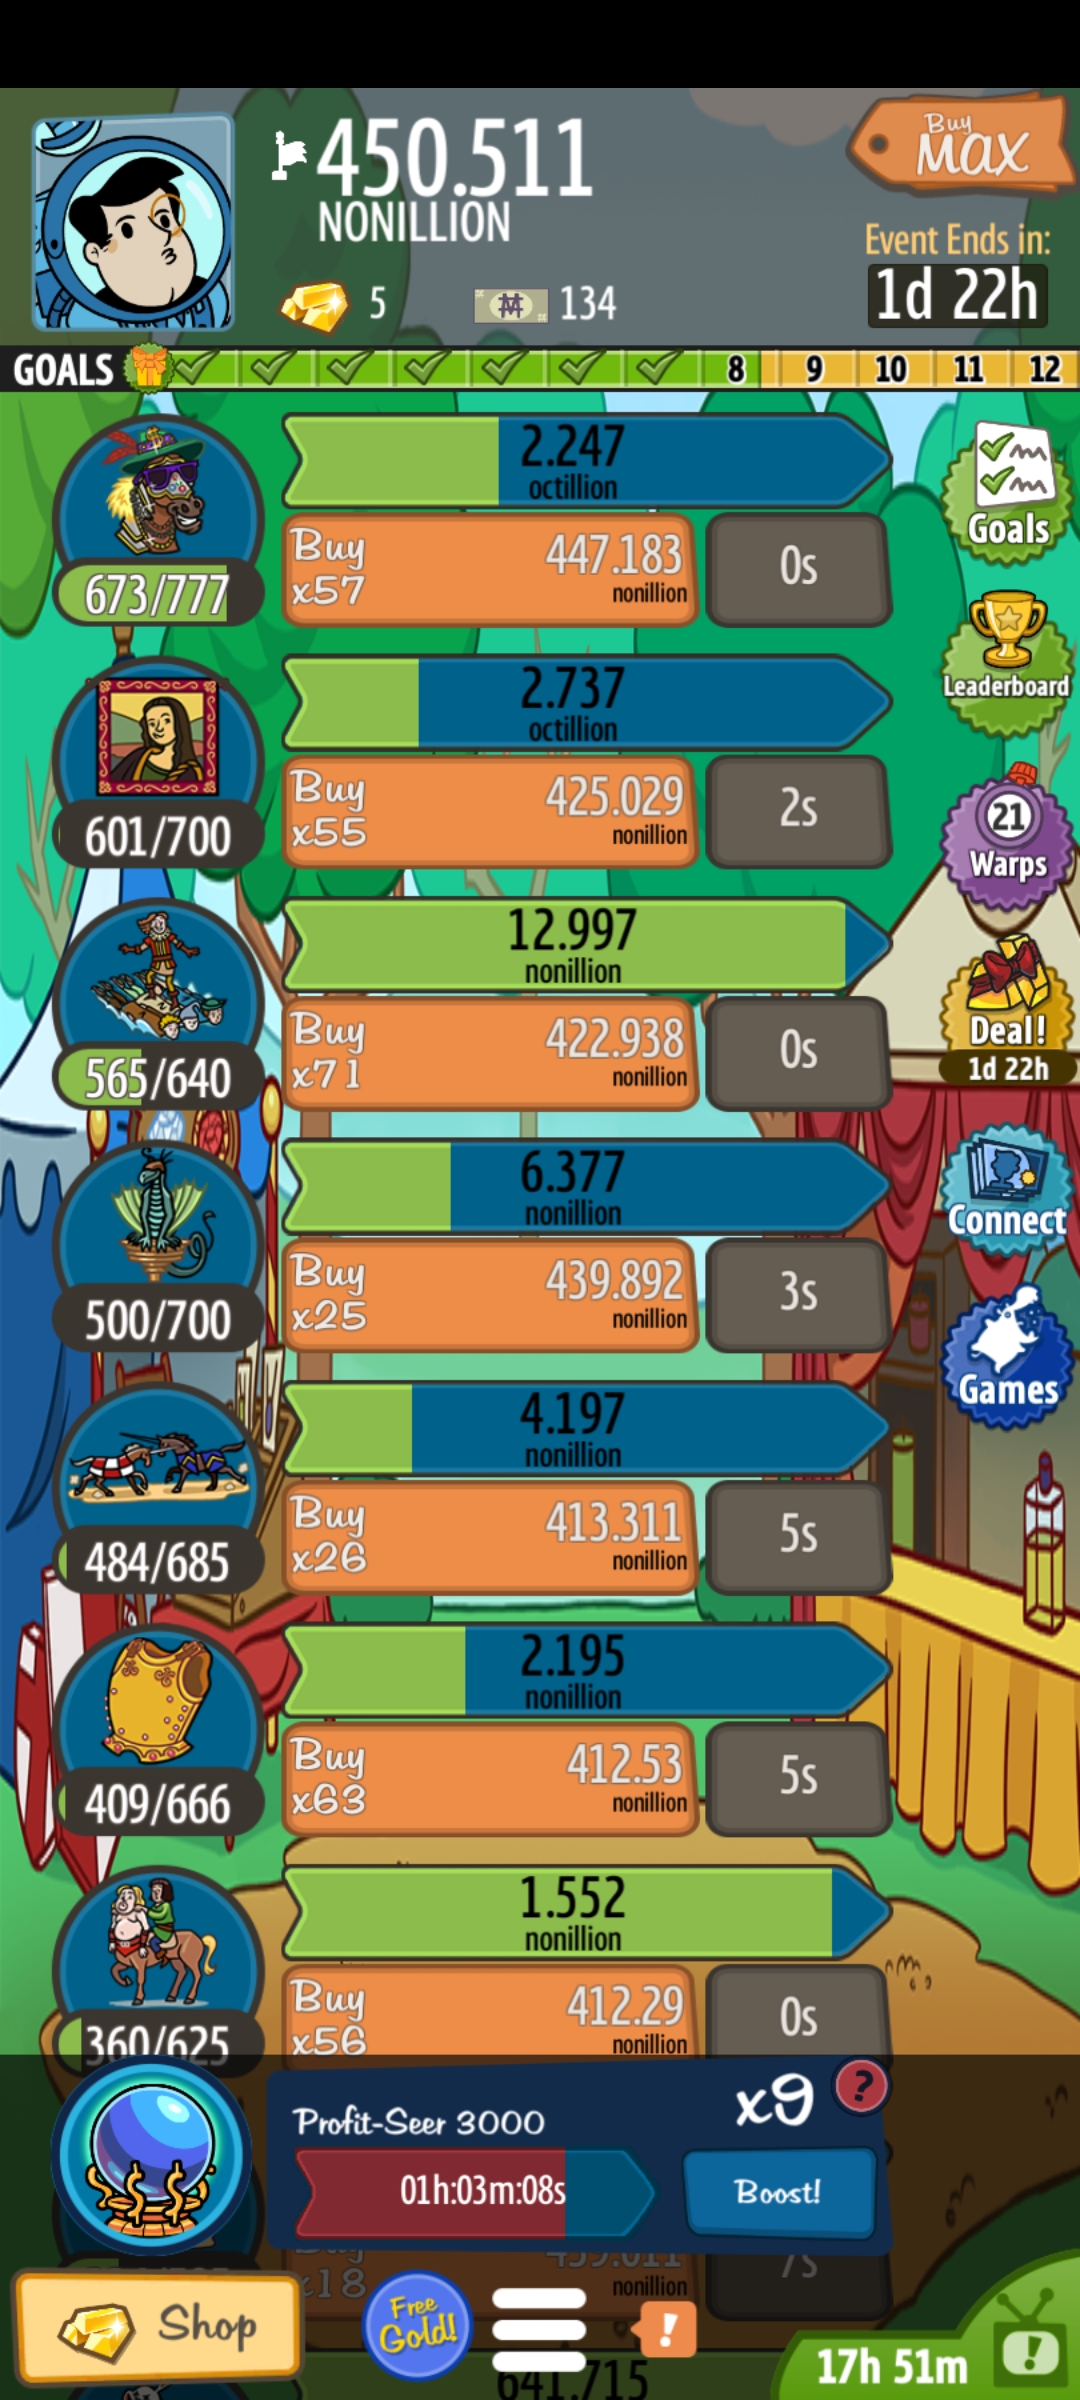 450.511
NONILLION
5
134
Buy
MAX
Event Ends in:
1d 22h
GOALS
8
9
10
11
12
2.247
octillion
673/777
Buy
x57
447.183
nonillion
0s
Goals
2.737
octillion
601/700
Buy
x55
425.029
nonillion
2s
Leaderboard
21
Warps
12.997
nonillion
565/640
Buy
x71
422.938
nonillion
0s
Deal!
1d 22h
6.377
nonillion
500/700
Buy
x25
439.892
nonillion
3s
Connect
4.197
nonillion
484/685
Buy
x26
413.311
nonillion
5s
Games
2.195
nonillion
409/666
Buy
x63
412.53
nonillion
5s
1.552
nonillion
360/625
Buy
x56
412.29
nonillion
0s
Profit-Seer 3000
x9
?
01h:03m:08s
Boost!
x18
nonillion
7s
Shop
Free
Gold!
!
641.715
17h 51m
!